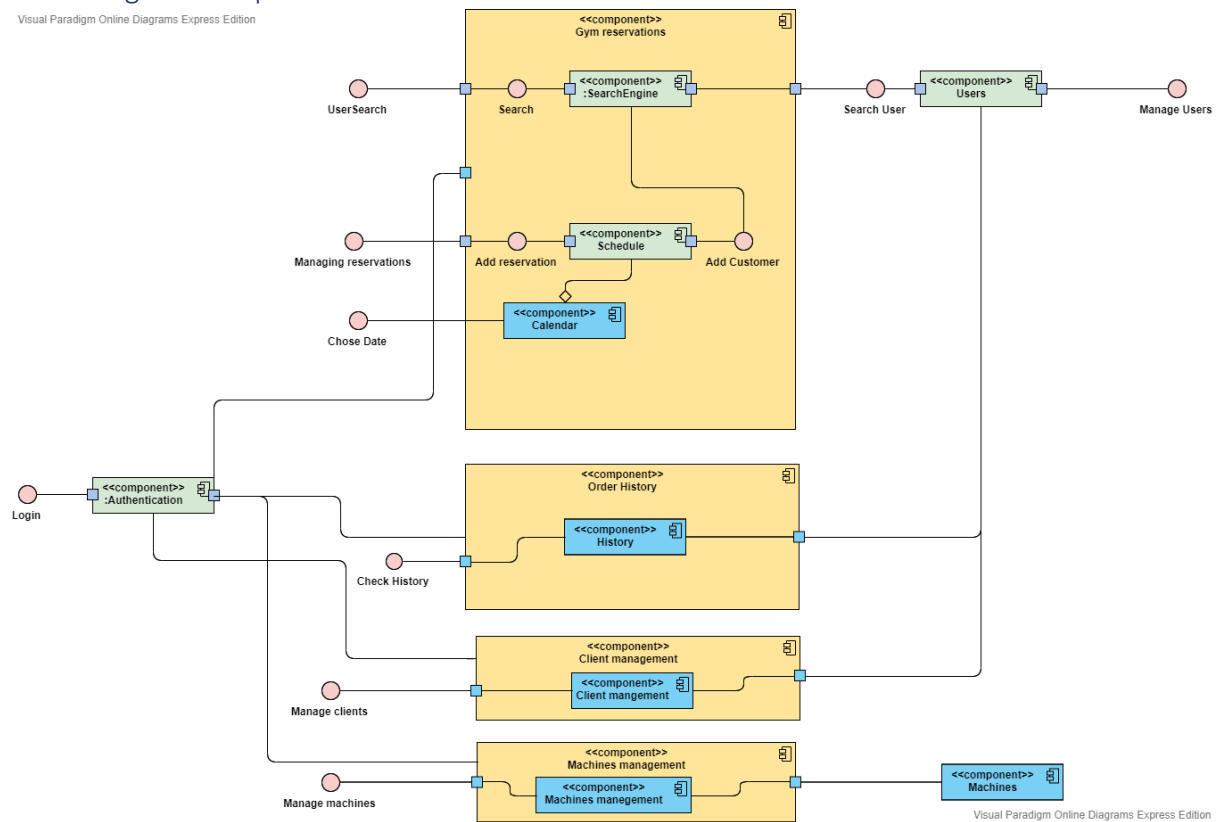 Visual Paradigm Online Diagrams Express Edition
<<component>>
Gym reservations
<<component>>
:SearchEngine
<<component>>
Users
UserSearch
Search
Search User
Manage Users
<<component>>
Schedule
Managing reservations
Add reservation
Add Customer
<<component>>
Calendar
Chose Date
<<component>>
Order History
<<component>>
:Authentication
Login
<<component>>
History
Check History
<<component>>
Client management
<<component>>
Client mangement
Manage clients
<<component>>
Machines management
<<component>>
Machines manegement
Manage machines
<<component>>
Machines
Visual Paradigm Online Diagrams Express Edition